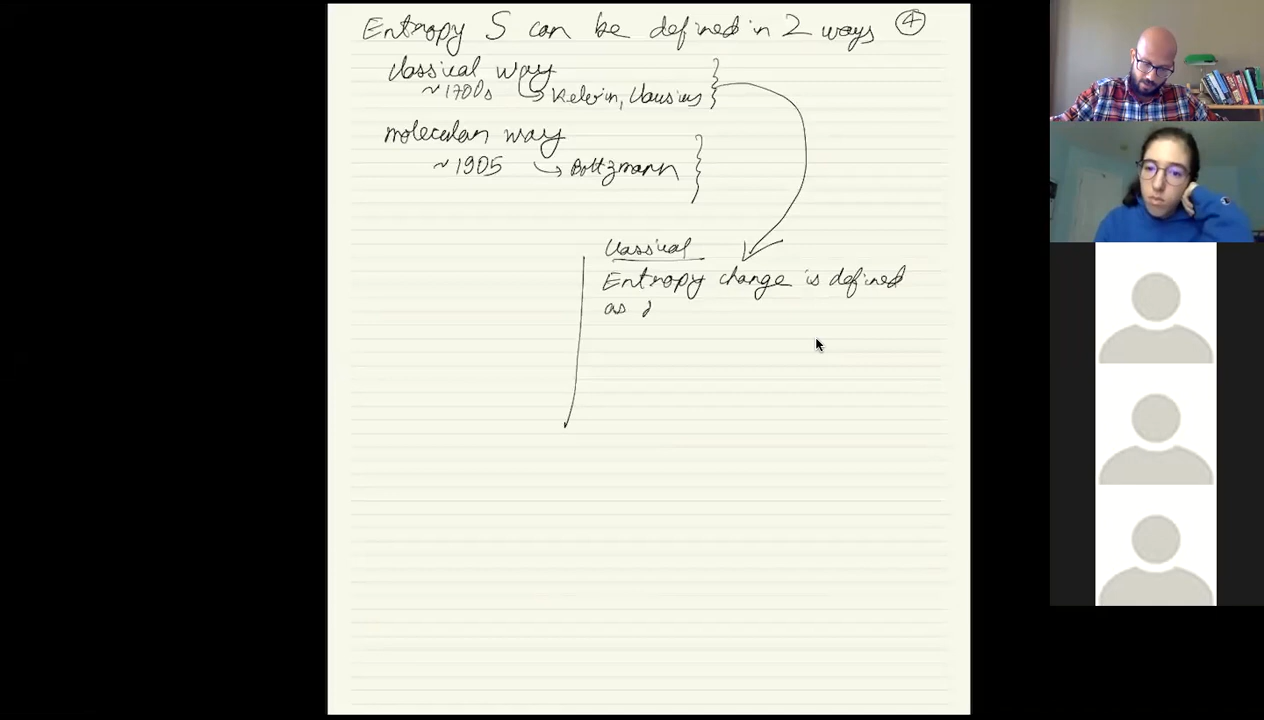 Entropy S can be defined in 2 ways 4
Classical way
~1700s ↳ Kelvin, Clausius
molecular way
~1905 ↳ Boltzmann
Classical
Entropy change is defined
as